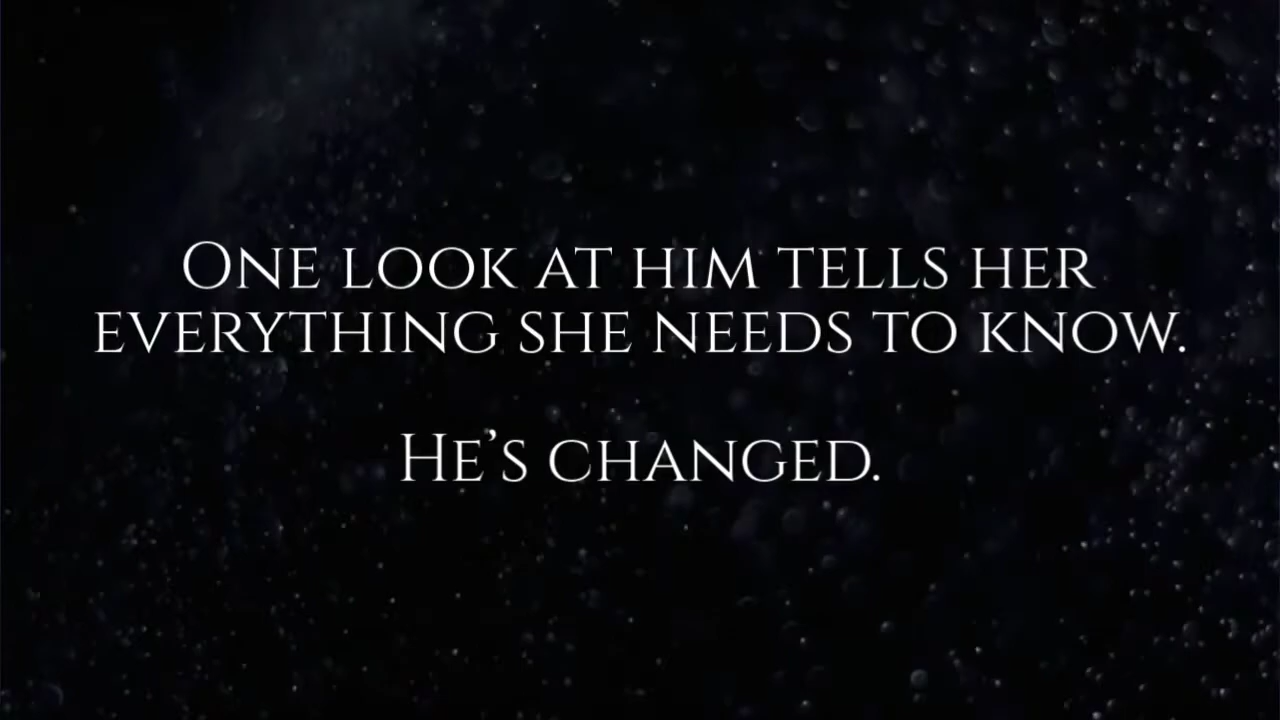 One look at him tells her
everything she needs to know.
He’s changed.